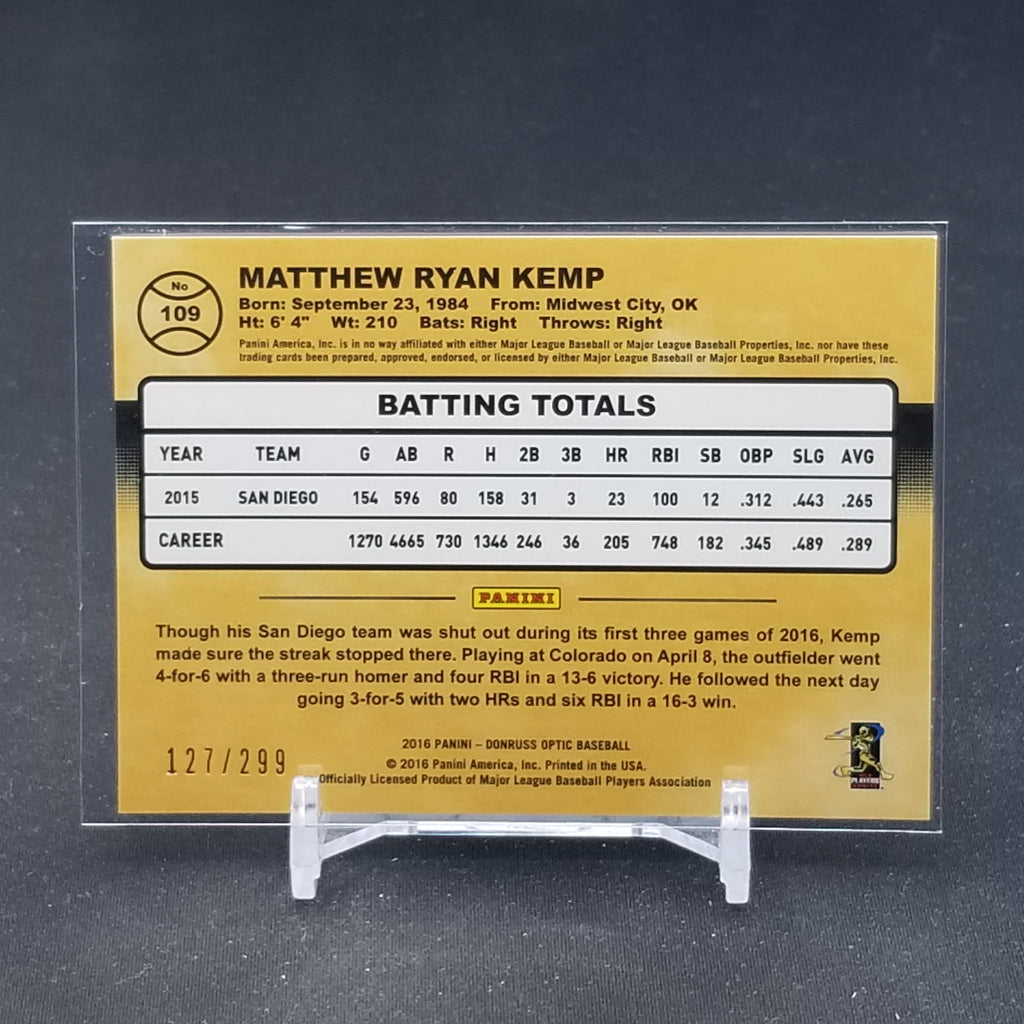 No
109
MATTHEW RYAN KEMP
Born: September 23, 1984 From: Midwest City, OK
Ht: 6' 4" Wt: 210 Bats: Right Throws: Right
Panini America, Inc. is in no way affiliated with either Major League Baseball or Major League Baseball Properties, Inc. nor have these
trading cards been prepared, approved, endorsed, or licensed by either Major League Baseball or Major League Baseball Properties, Inc.
BATTING TOTALS
YEAR TEAM G AB R H 2B 3B HR RBI SB OBP SLG AVG
2015 SAN DIEGO 154 596 80 158 31 3 23 100 12 .312 .443 .265
CAREER 1270 4665 730 1346 246 36 205 748 182 .345 .489 .289
PANINI
Though his San Diego team was shut out during its first three games of 2016, Kemp
made sure the streak stopped there. Playing at Colorado on April 8, the outfielder went
4-for-6 with a three-run homer and four RBI in a 13-6 victory. He followed the next day
going 3-for-5 with two HRs and six RBI in a 16-3 win.
127/299
2016 PANINI – DONRUSS OPTIC BASEBALL
© 2016 Panini America, Inc. Printed in the USA.
Officially Licensed Product of Major League Baseball Players Association
PLAYERS